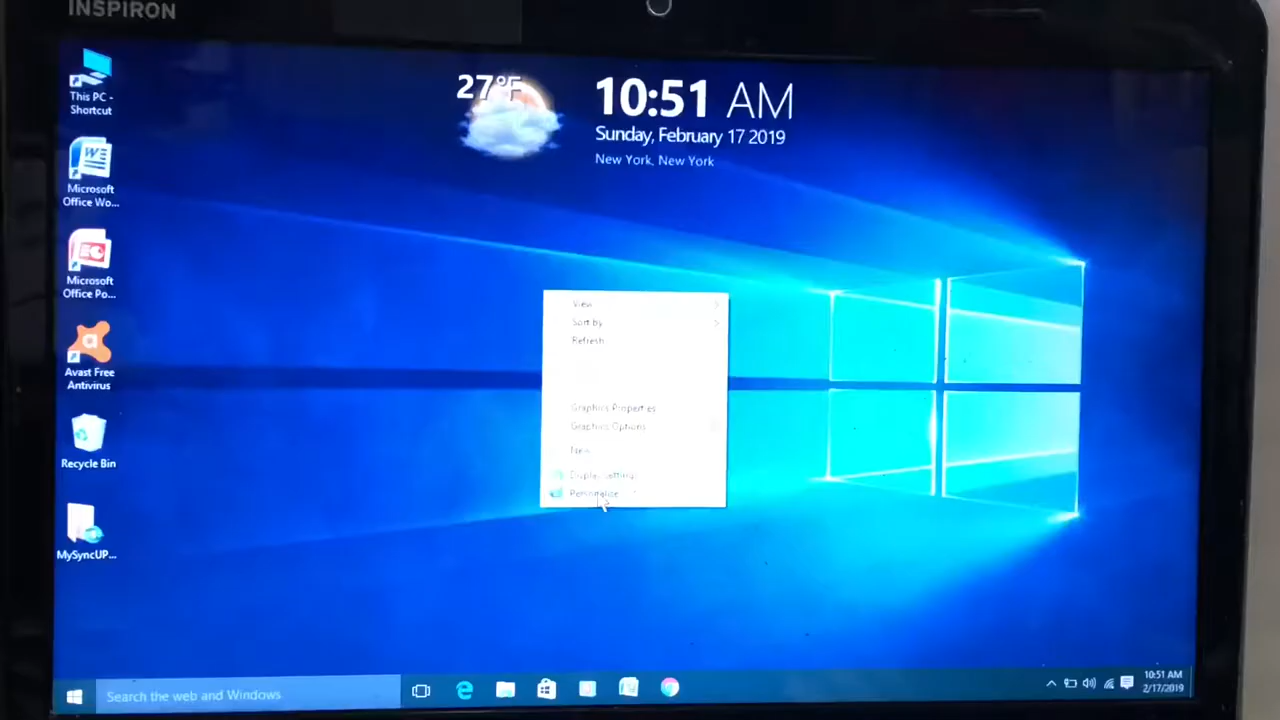 INSPIRON
This PC -
Shortcut
Microsoft
Office Wo...
Microsoft
Office Po...
a
Avast Free
Antivirus
Recycle Bin
MySyncUP...
27°F
10:51 AM
Sunday, February 17 2019
New York, New York
View
Sort by
Refresh
Graphics Properties
Graphics Options
New
Display settings
Personalize
Search the web and Windows
10:51 AM
2/17/2019